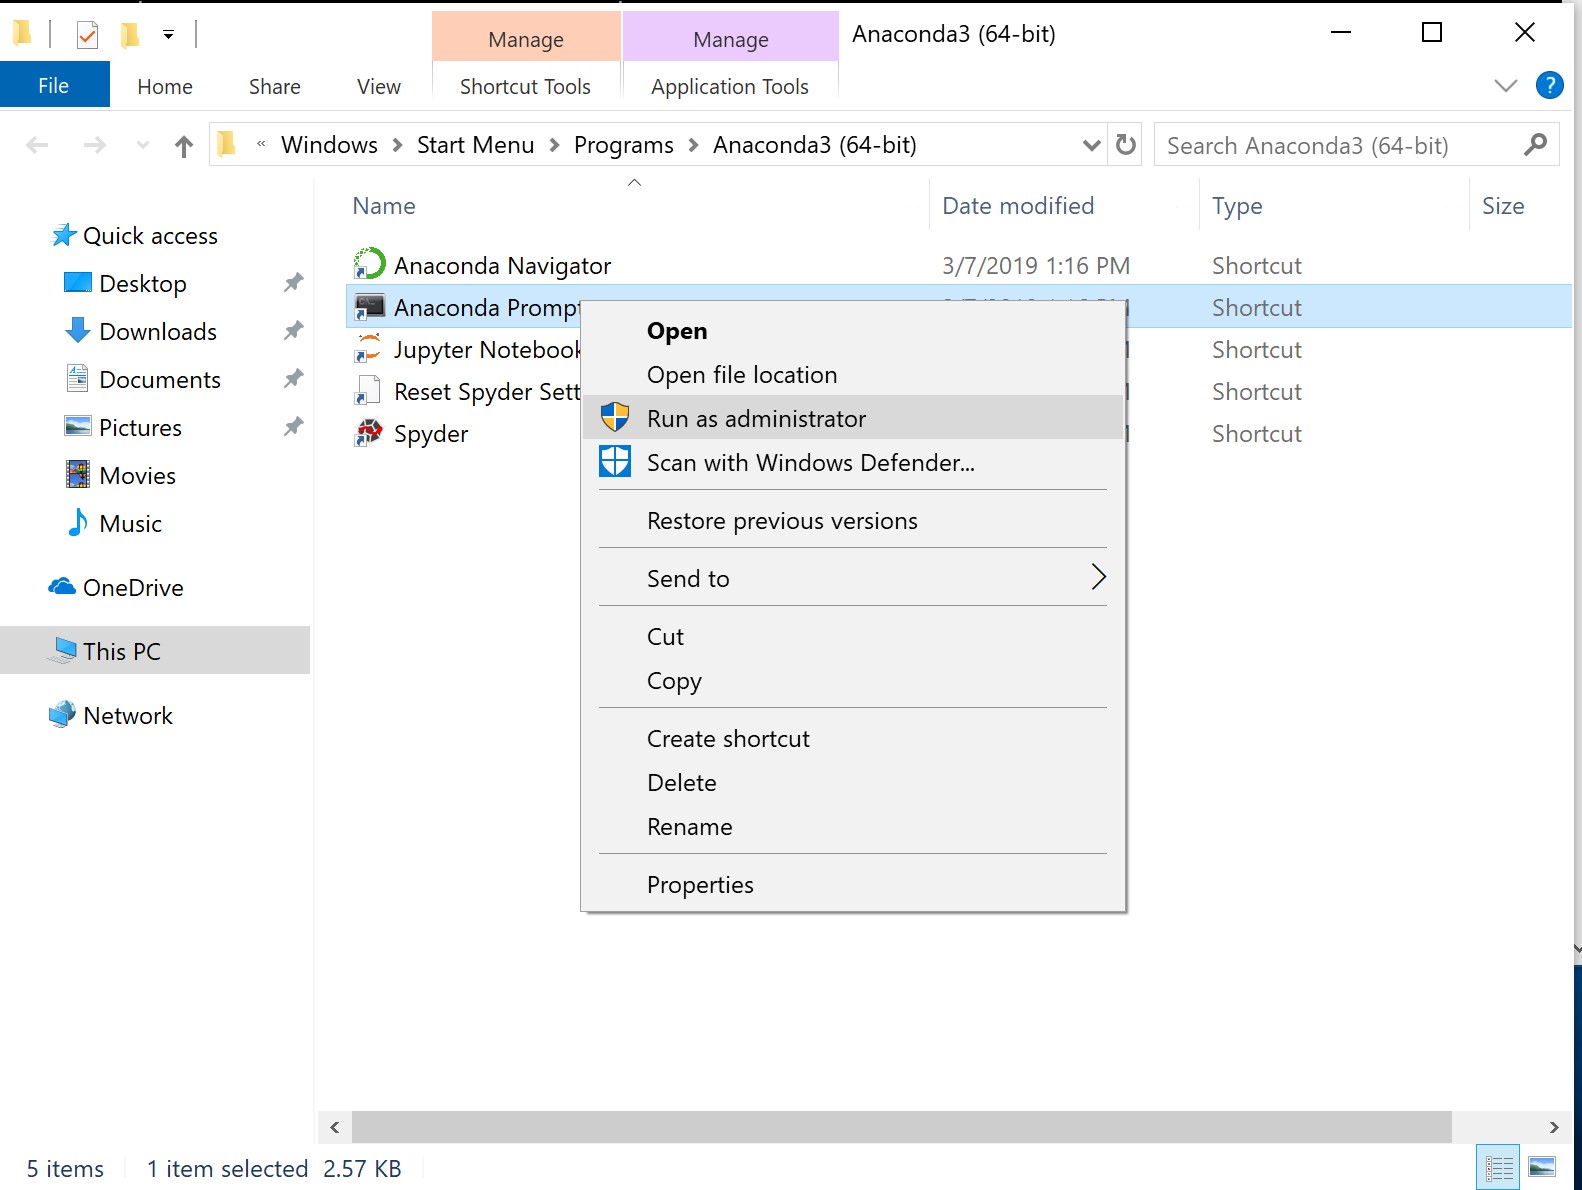 Manage
Manage
Anaconda3 (64-bit)
File
Home
Share
View
Shortcut Tools
Application Tools
?
« Windows > Start Menu > Programs > Anaconda3 (64-bit)
Search Anaconda3 (64-bit)
Name
Date modified
Type
Size
Quick access
Desktop
Downloads
Documents
Pictures
Movies
Music
OneDrive
This PC
Network
Anaconda Navigator
3/7/2019 1:16 PM
Shortcut
Anaconda Prompt
Shortcut
Jupyter Notebook
Shortcut
Reset Spyder Sett
Shortcut
Spyder
Shortcut
Open
Open file location
Run as administrator
Scan with Windows Defender...
Restore previous versions
Send to
Cut
Copy
Create shortcut
Delete
Rename
Properties
5 items
1 item selected 2.57 KB